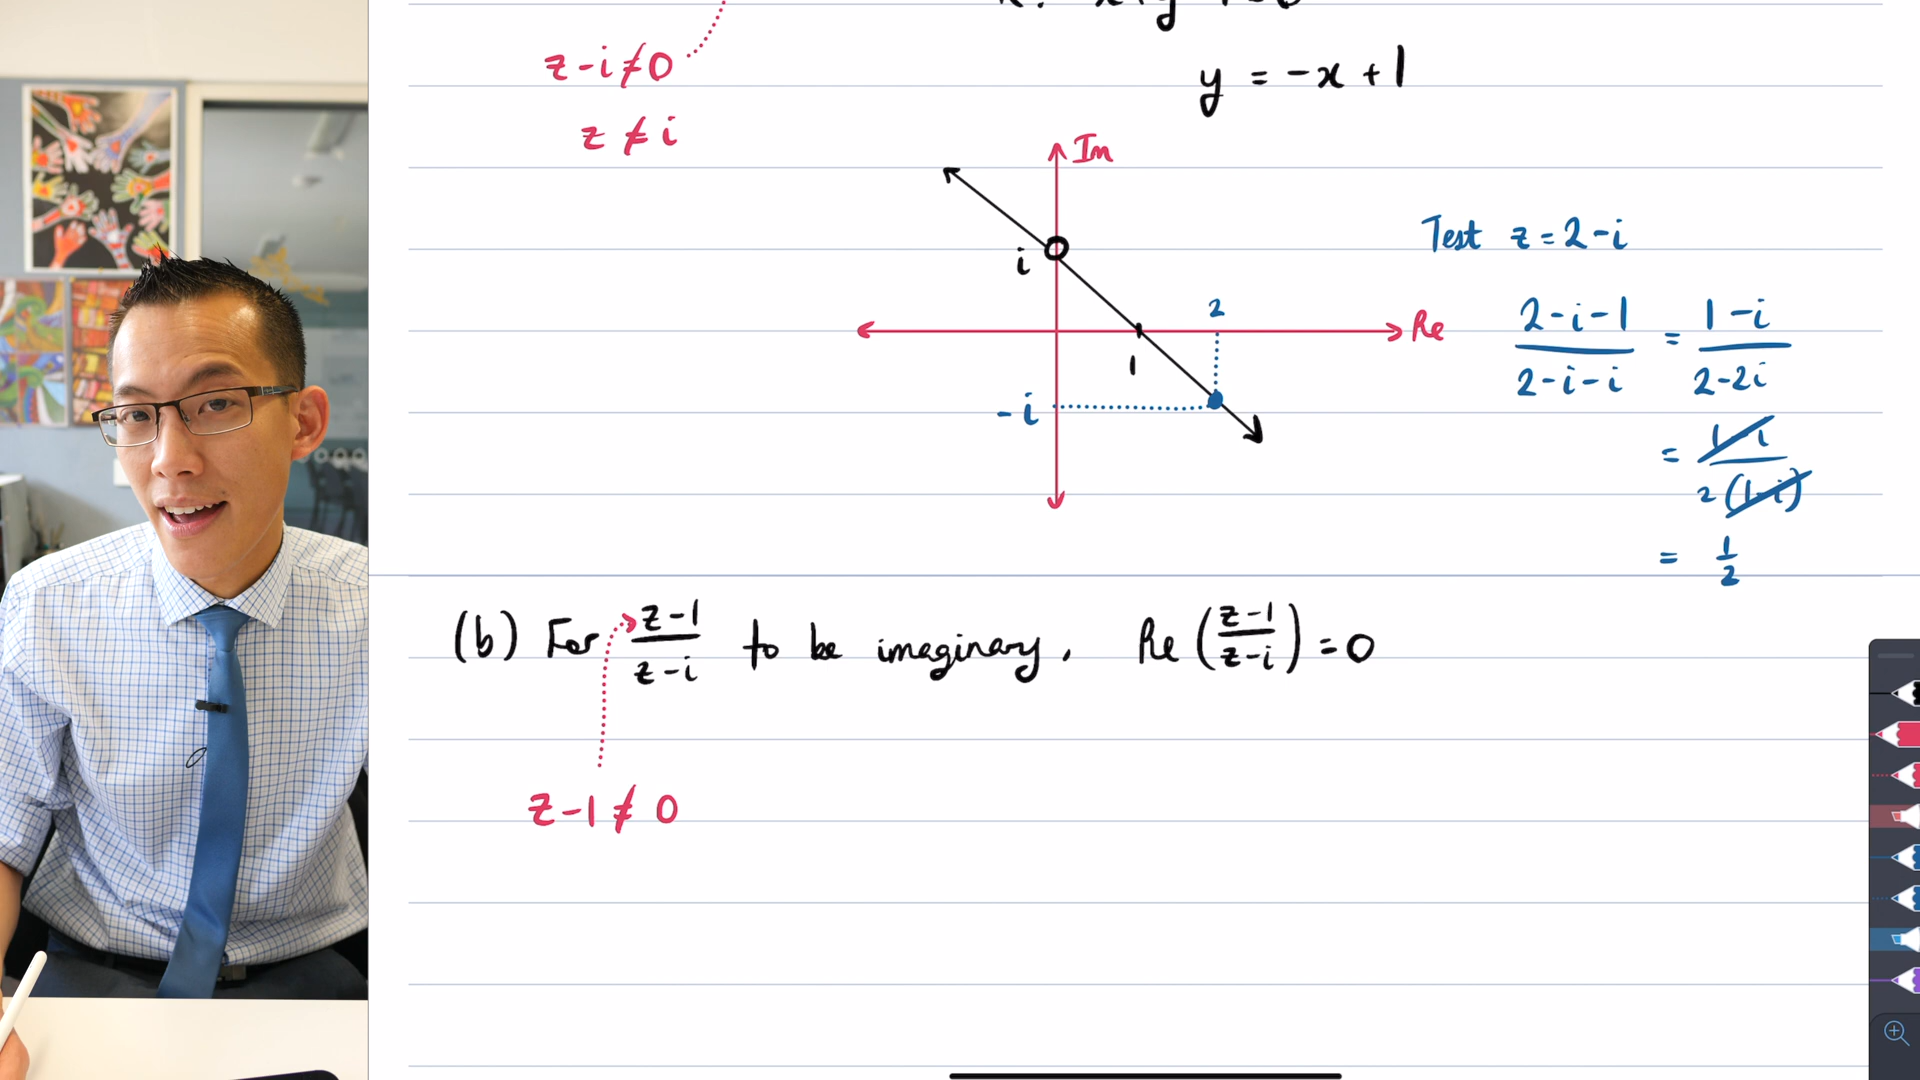 z-i≠0
z≠i
y = -x+1
Im
i
2
Re
1
-i
Test z=2-i
2-i-1 / 2-i-i = 1-i / 2-2i
= 1-i / 2(1-i)
= 1/2
(b) For z-1 / z-i to be imaginary, Re(z-1 / z-i) = 0
z-1≠0